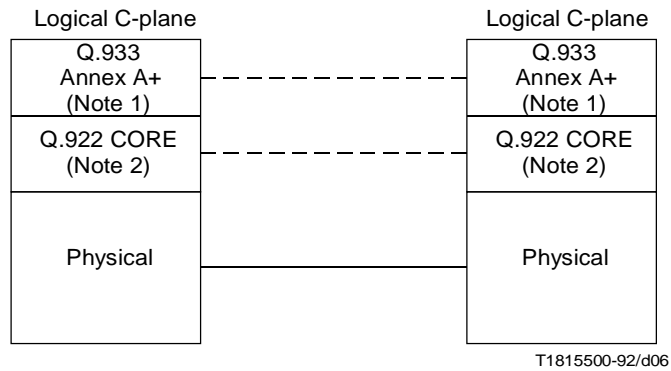 Logical C-plane
Logical C-plane
Q.933
Annex A+
(Note 1)
Q.933
Annex A+
(Note 1)
Q.922 CORE
(Note 2)
Q.922 CORE
(Note 2)
Physical
Physical
T1815500-92/d06